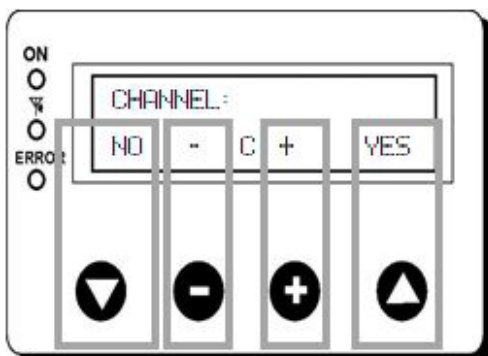 ON
ERROR
CHANNEL:
NO - C + YES
- +